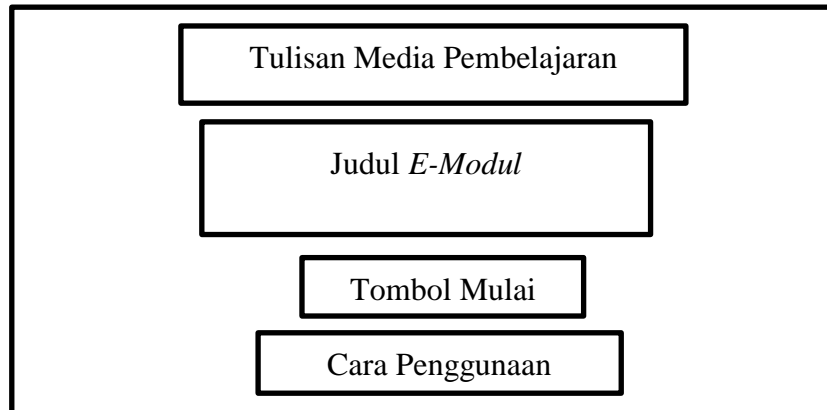 Tulisan Media Pembelajaran
Judul E-Modul
Tombol Mulai
Cara Penggunaan